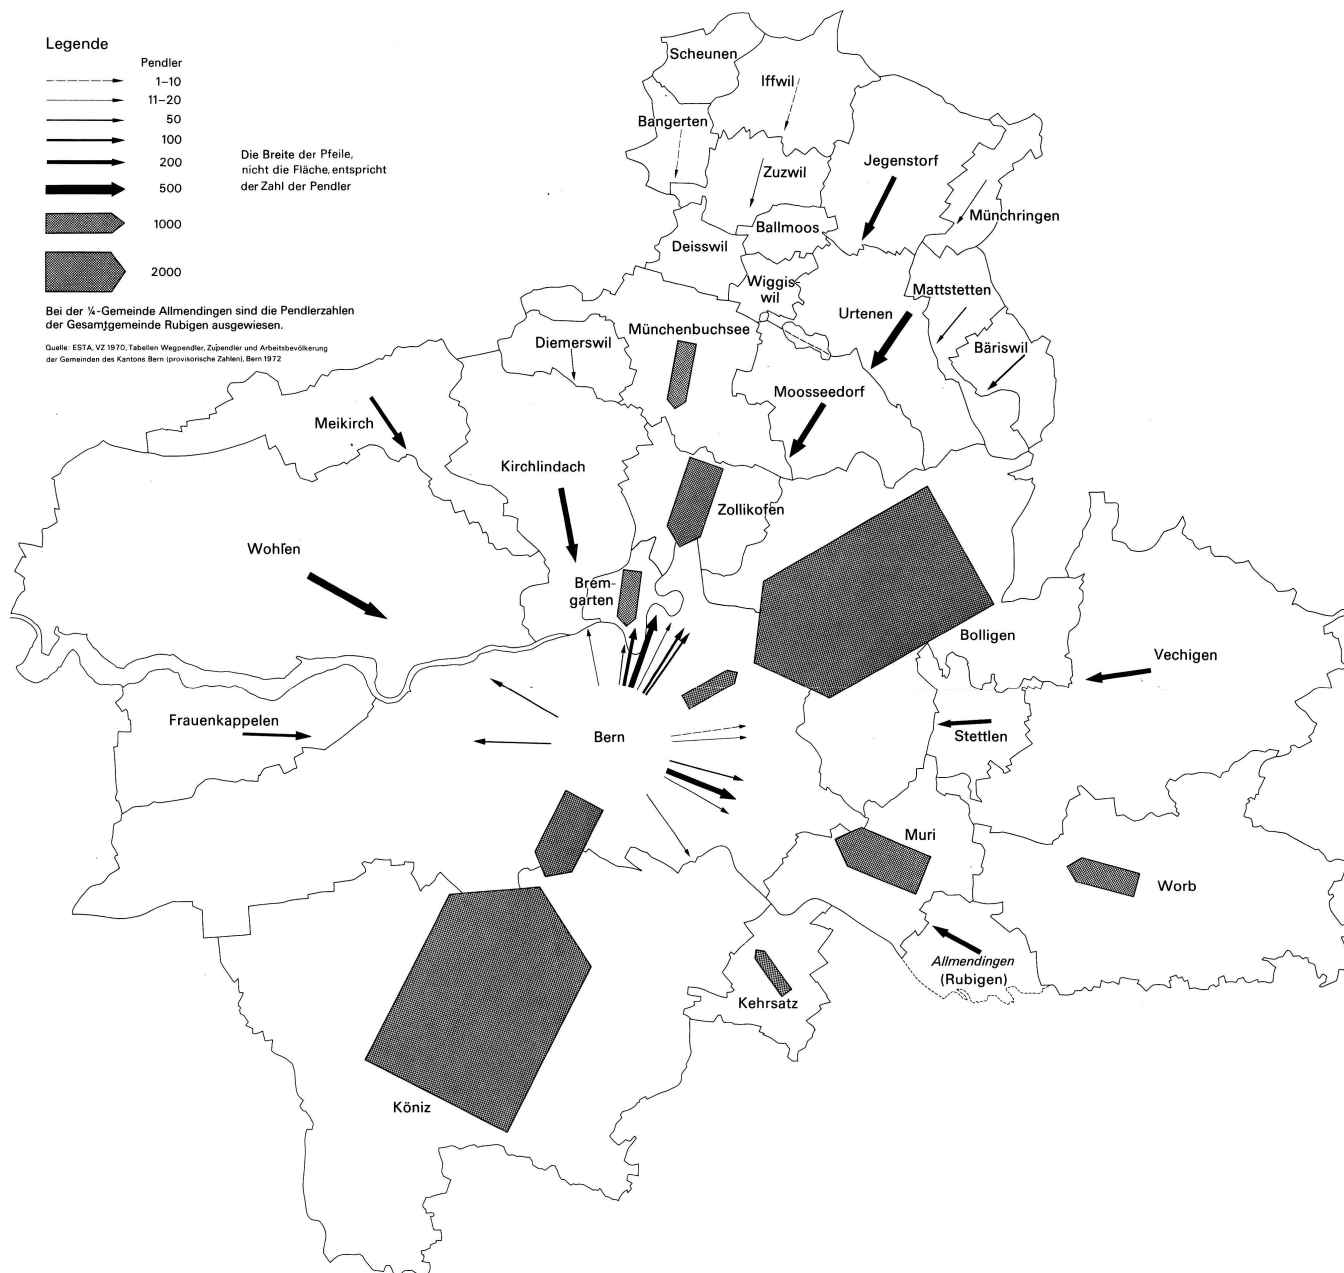 Legende
Pendler
1–10
11–20
50
100
200
500
1000
2000
Die Breite der Pfeile,
nicht die Fläche, entspricht
der Zahl der Pendler
Bei der ¼-Gemeinde Allmendingen sind die Pendlerzahlen
der Gesamtgemeinde Rubigen ausgewiesen.
Quelle: ESTA, VZ 1970, Tabellen Wegpendler, Zupendler und Arbeitsbevölkerung
der Gemeinden des Kantons Bern (provisorische Zahlen), Bern 1972
Scheunen
Iffwil
Bangerten
Zuzwil
Jegenstorf
Münchringen
Ballmoos
Deisswil
Wiggis-
wil
Mattstetten
Urtenen
Münchenbuchsee
Diemerswil
Bäriswil
Moosseedorf
Meikirch
Kirchlindach
Zollikofen
Wohlen
Brem-
garten
Bolligen
Vechigen
Frauenkappelen
Bern
Stettlen
Muri
Worb
Allmendingen
(Rubigen)
Kehrsatz
Köniz